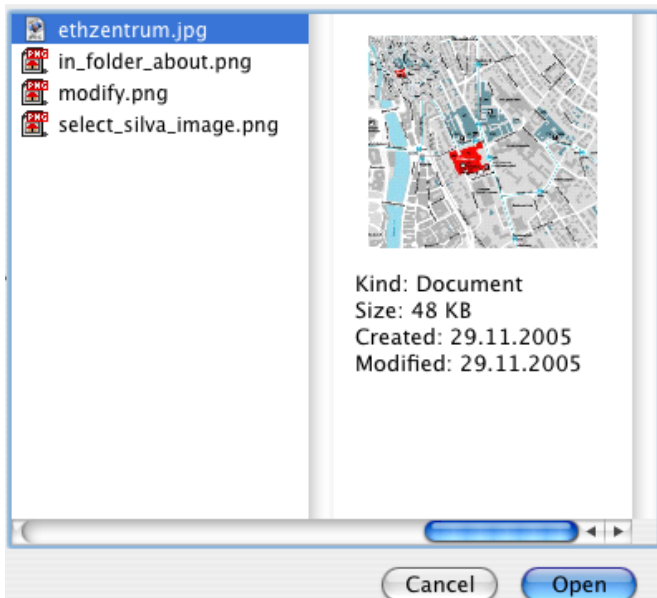 ethzentrum.jpg
in_folder_about.png
modify.png
select_silva_image.png
Kind: Document
Size: 48 KB
Created: 29.11.2005
Modified: 29.11.2005
Cancel
Open